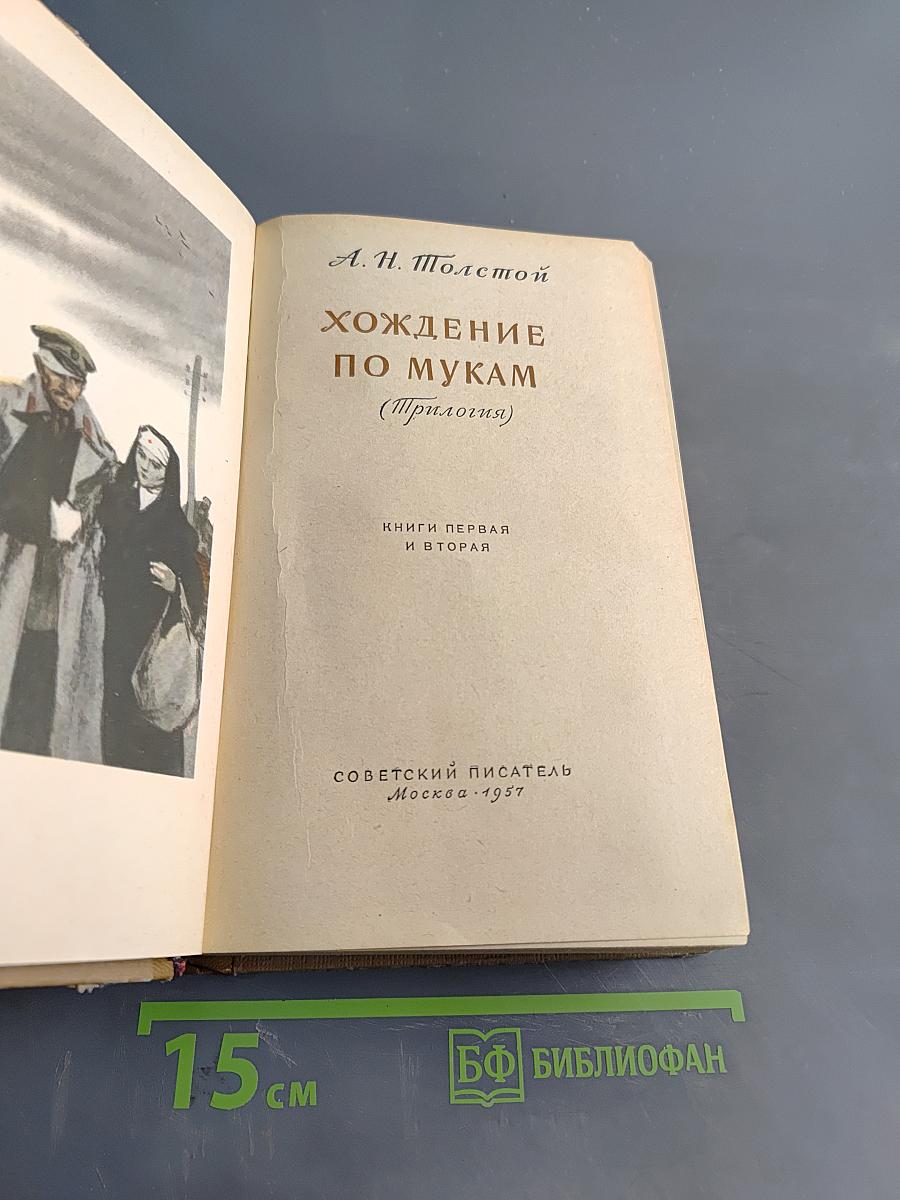 А. Н. Толстой
ХОЖДЕНИЕ
ПО МУКАМ
(Трилогия)
КНИГИ ПЕРВАЯ
И ВТОРАЯ
СОВЕТСКИЙ ПИСАТЕЛЬ
Москва · 1957
15 см
БФ БИБЛИОФАН